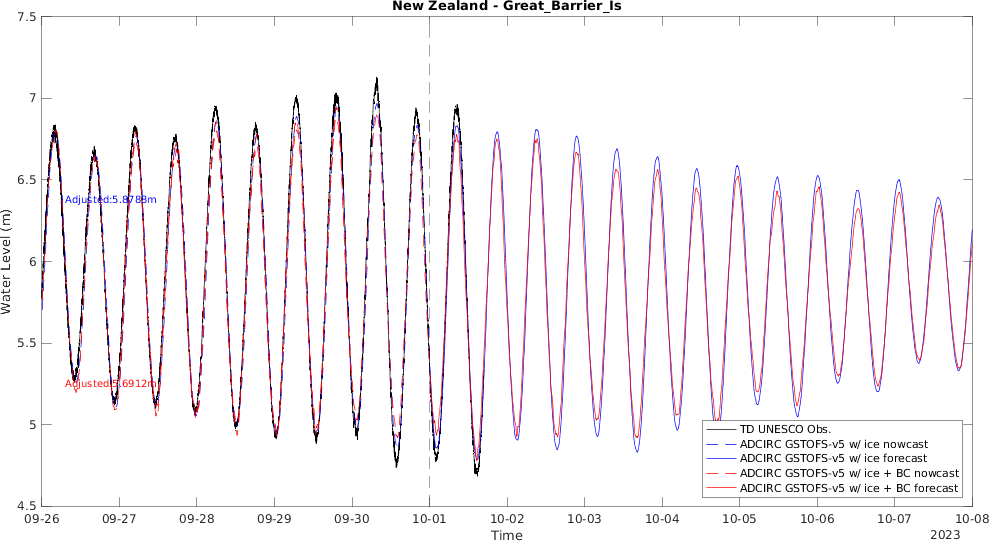 New Zealand - Great_Barrier_Is
7.5
7
6.5
6
5.5
5
4.5
Water Level (m)
Adjusted:5.8788m
Adjusted:5.6912m
TD UNESCO Obs.
ADCIRC GSTOFS-v5 w/ ice nowcast
ADCIRC GSTOFS-v5 w/ ice forecast
ADCIRC GSTOFS-v5 w/ ice + BC nowcast
ADCIRC GSTOFS-v5 w/ ice + BC forecast
09-26 09-27 09-28 09-29 09-30 10-01 10-02 10-03 10-04 10-05 10-06 10-07 10-08
Time
2023